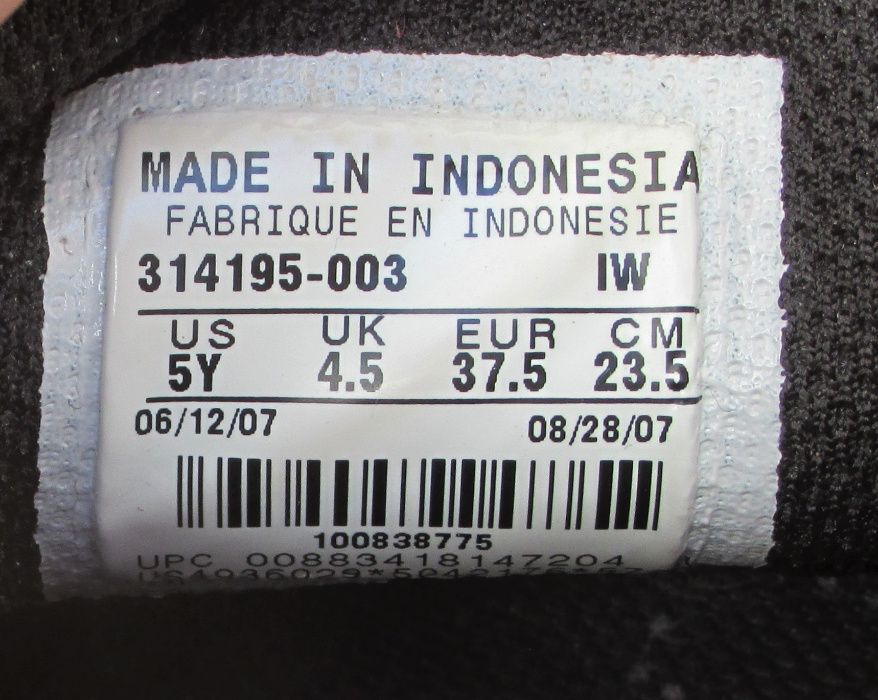 MADE IN INDONESIA
FABRIQUE EN INDONESIE
314195-003 IW
US UK EUR CM
5Y 4.5 37.5 23.5
06/12/07 08/28/07
100838775
UPC 00883418147204